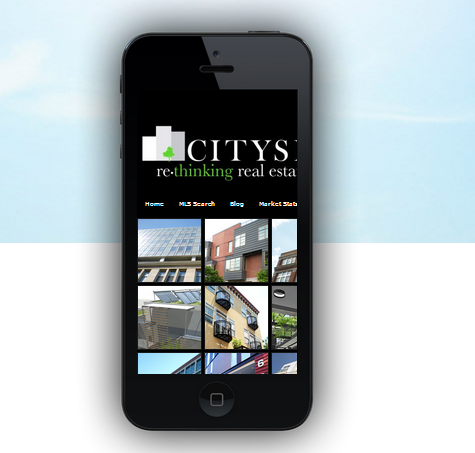 CITYS
re·thinking real esta
Home MLS Search Blog Market Stat